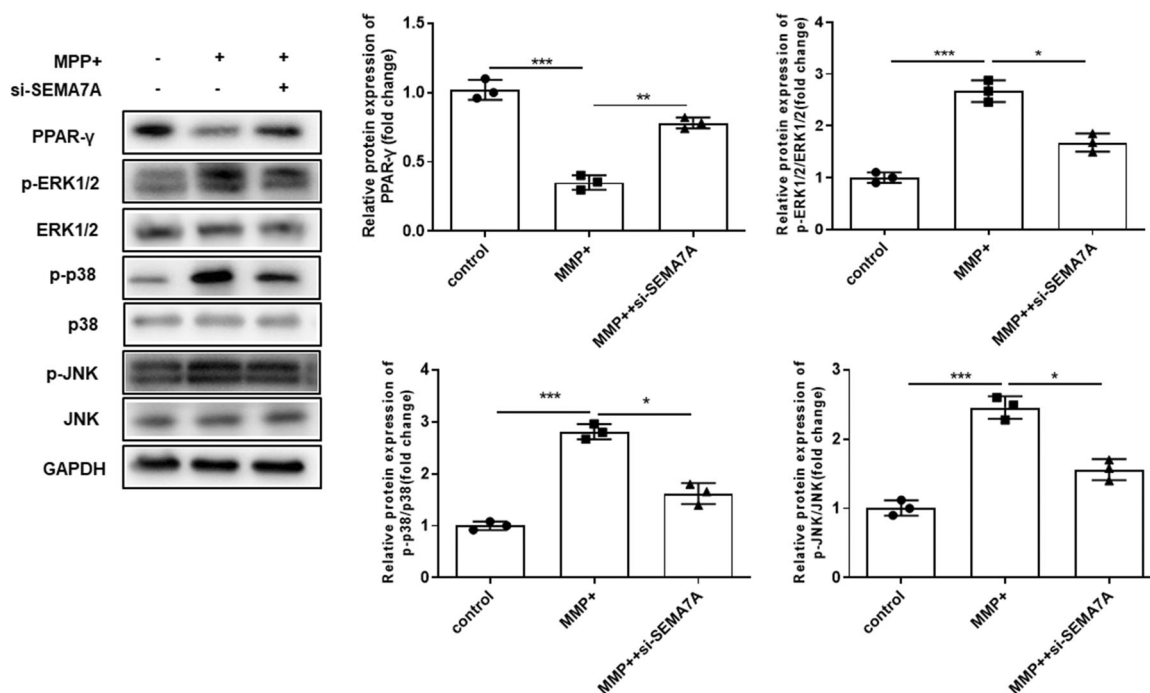 MPP+ - + +
si-SEMA7A - - +
PPAR-γ
p-ERK1/2
ERK1/2
p-p38
p38
p-JNK
JNK
GAPDH
Relative protein expression of
PPAR-γ (fold change)
1.5
1.0
0.5
0.0
***
**
control
MMP+
MMP++si-SEMA7A
Relative protein expression of
p-ERK1/2/ERK1/2(fold change)
4
3
2
1
0
***
*
control
MMP+
MMP++si-SEMA7A
Relative protein expression of
p-p38/p38(fold change)
4
3
2
1
0
***
*
control
MMP+
MMP++si-SEMA7A
Relative protein expression of
p-JNK/JNK(fold change)
3
2
1
0
***
*
control
MMP+
MMP++si-SEMA7A